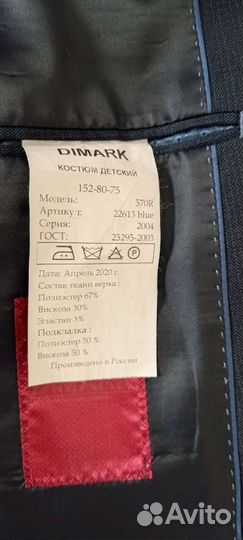 DIMARK
КОСТЮМ ДЕТСКИЙ
152-80-75
Модель: 570R
Артикул: 22613 blue
Серия: 2004
ГОСТ: 25295-2003
P
Дата: Апрель 2020 г.
Состав ткани верха :
Полиэстер 67%
Вискоза 30%
Эластан 3%
Подкладка :
Полиэстер 50 %
Вискоза 50 %
Произведено в России
Avito